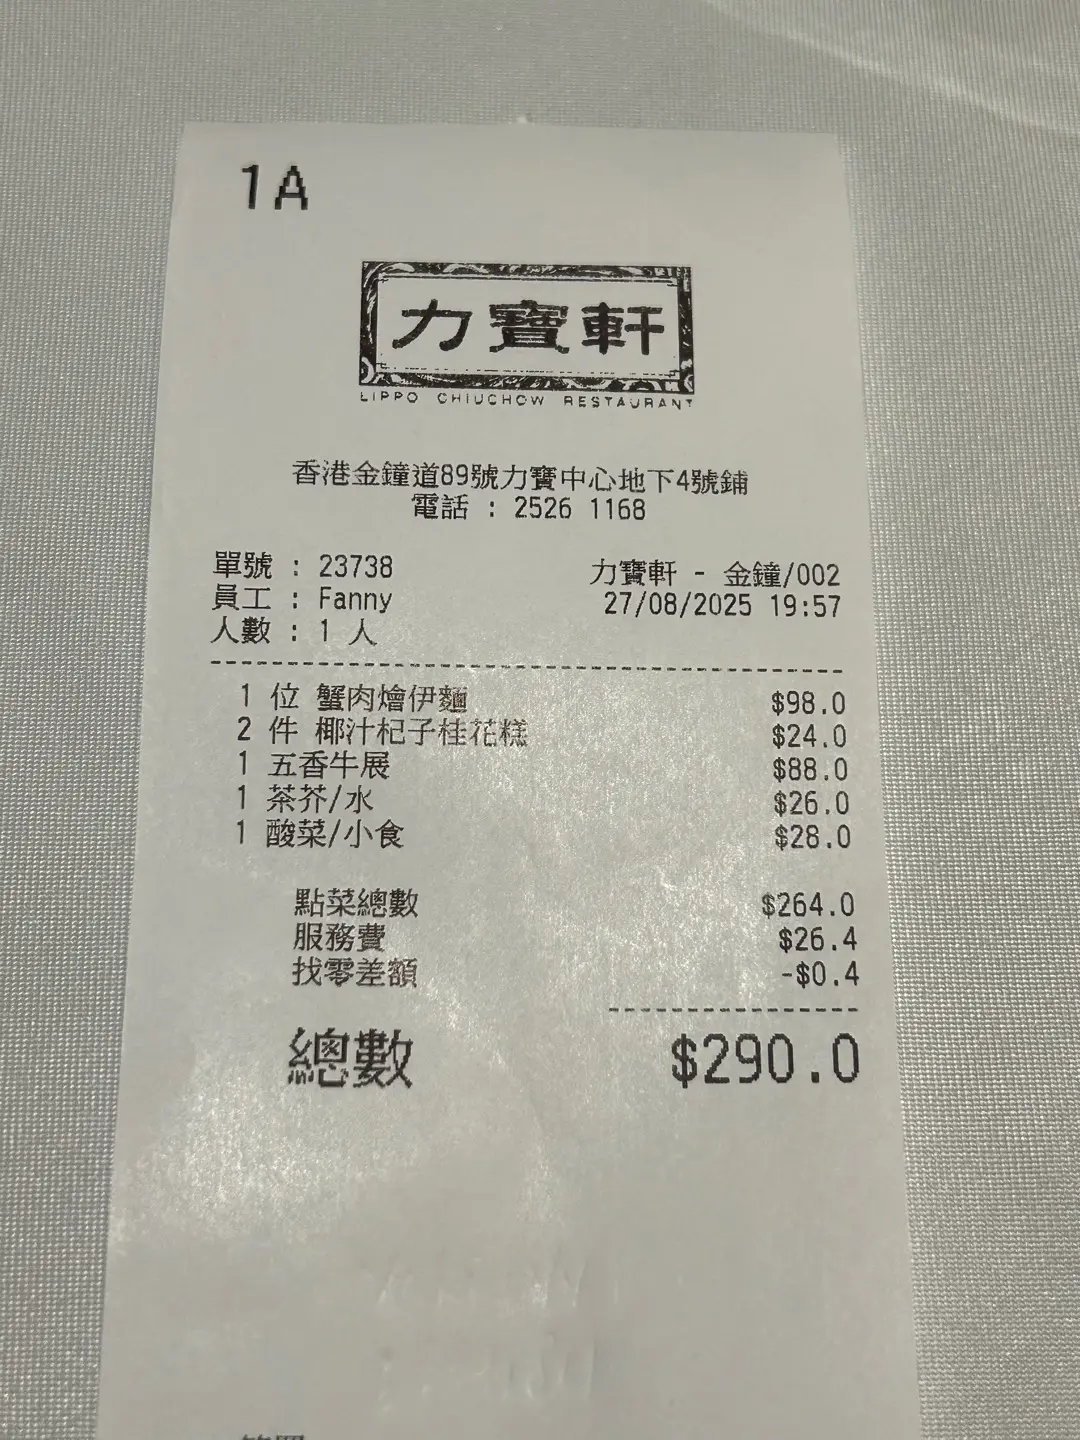 1A
力寶軒
LIPPO CHIUCHOW RESTAURANT
香港金鐘道89號力寶中心地下4號鋪
電話 : 2526 1168
單號 : 23738 力寶軒 - 金鐘/002
員工 : Fanny 27/08/2025 19:57
人數 : 1 人
1 位 蟹肉燴伊麵 $98.0
2 件 椰汁杞子桂花糕 $24.0
1 五香牛展 $88.0
1 茶芥/水 $26.0
1 酸菜/小食 $28.0
點菜總數 $264.0
服務費 $26.4
找零差額 -$0.4
總數 $290.0